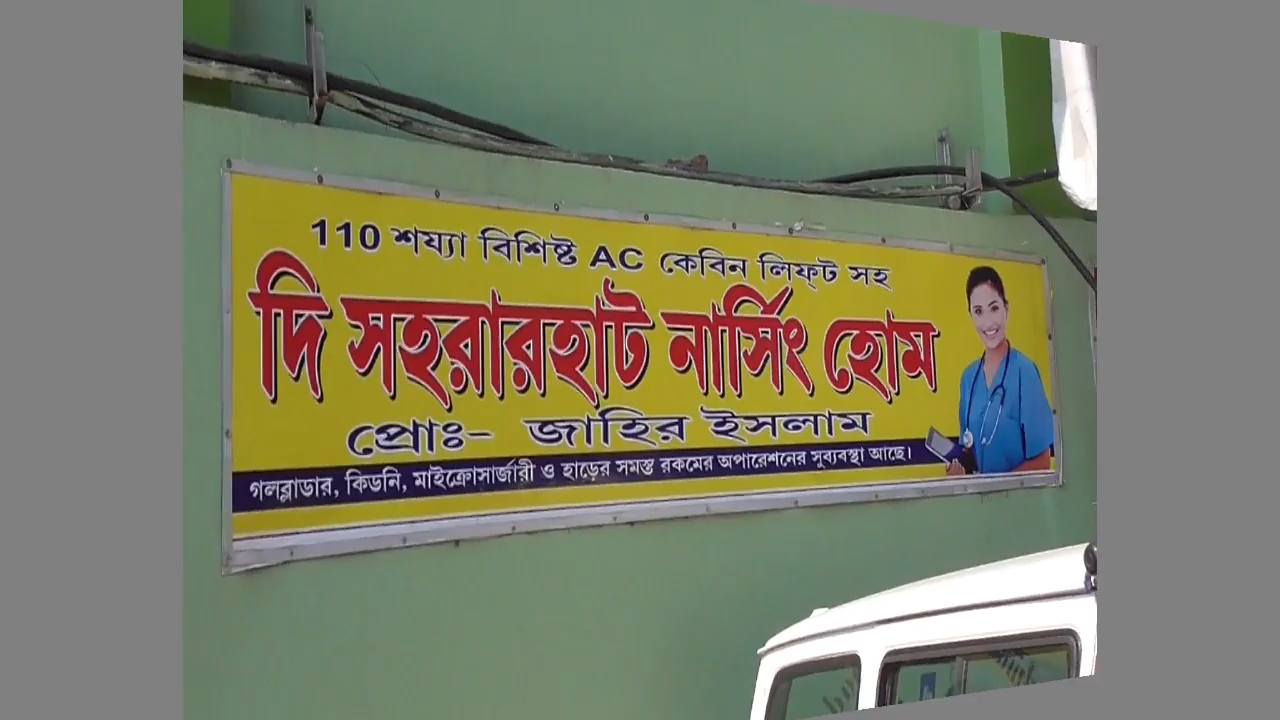 110 শয্যা বিশিষ্ট AC কেবিন লিফ্ট সহ
দি সহরারহাট নার্সিং হোম
প্রোঃ- জাহির ইসলাম
গলব্লাডার, কিডনি, মাইক্রোসার্জারী ও হাড়ের সমস্ত রকমের অপারেশনের সুব্যবস্থা আছে।